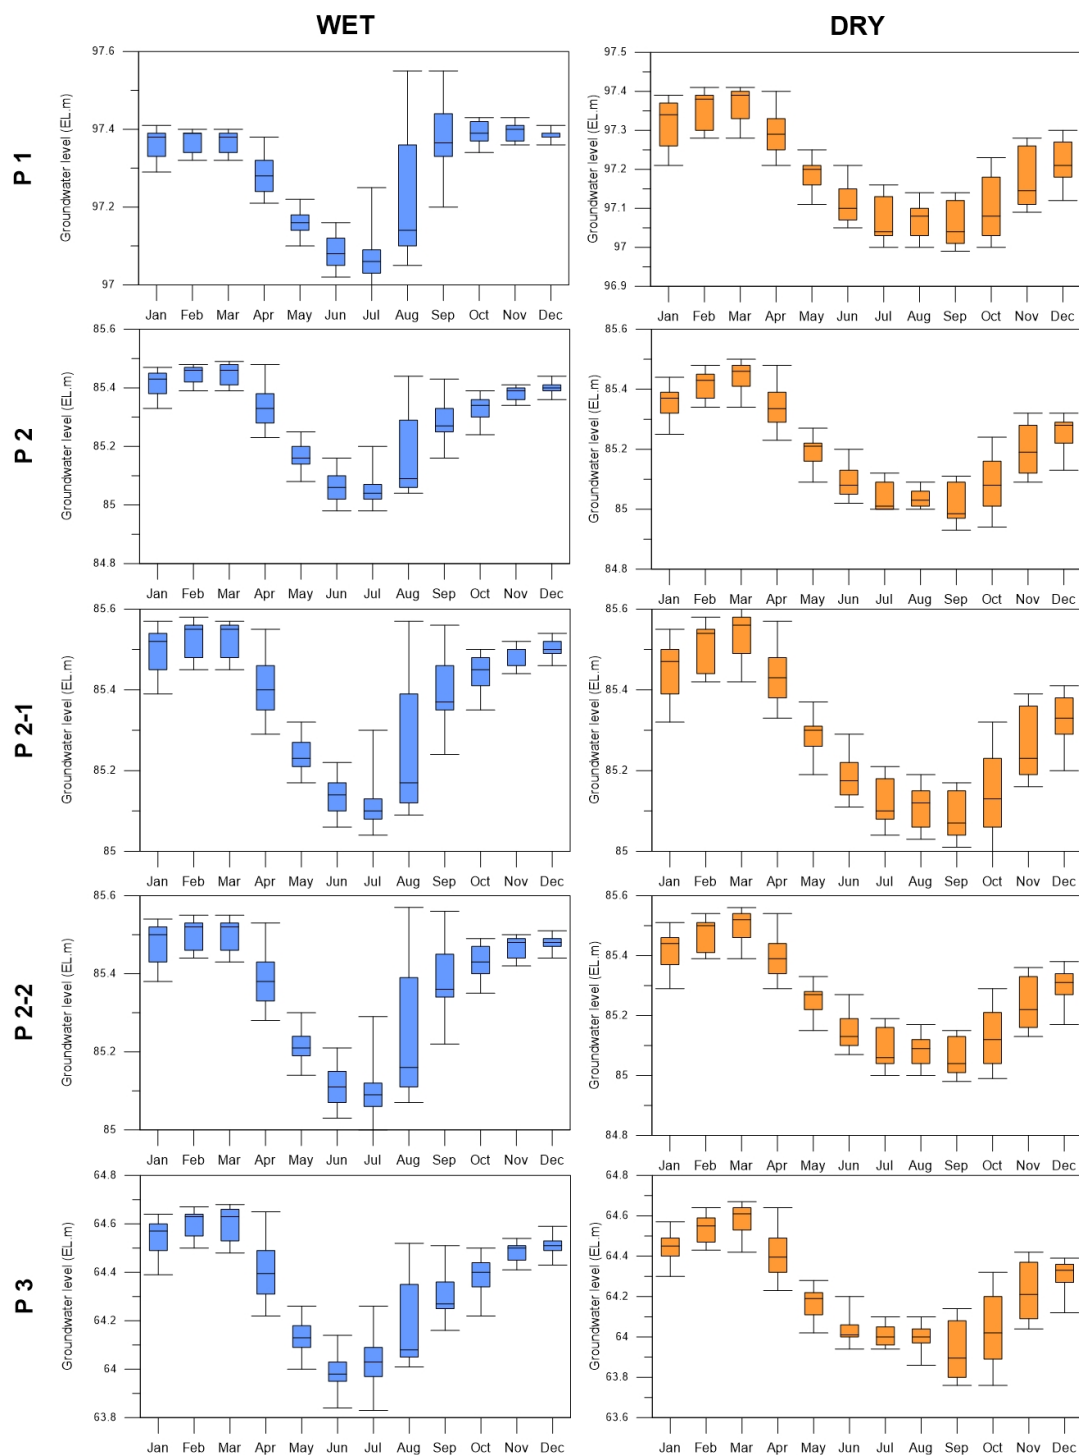 WET DRY
P 1
Groundwater level (EL.m)
97.6
97.4
97.2
97
Jan Feb Mar Apr May Jun Jul Aug Sep Oct Nov Dec
Groundwater level (EL.m)
97.5
97.4
97.3
97.2
97.1
97
96.9
Jan Feb Mar Apr May Jun Jul Aug Sep Oct Nov Dec
P 2
Groundwater level (EL.m)
85.6
85.4
85.2
85
84.8
Jan Feb Mar Apr May Jun Jul Aug Sep Oct Nov Dec
Groundwater level (EL.m)
85.6
85.4
85.2
85
84.8
Jan Feb Mar Apr May Jun Jul Aug Sep Oct Nov Dec
P 2-1
Groundwater level (EL.m)
85.6
85.4
85.2
85
Jan Feb Mar Apr May Jun Jul Aug Sep Oct Nov Dec
Groundwater level (EL.m)
85.6
85.4
85.2
85
Jan Feb Mar Apr May Jun Jul Aug Sep Oct Nov Dec
P 2-2
Groundwater level (EL.m)
85.6
85.4
85.2
85
Jan Feb Mar Apr May Jun Jul Aug Sep Oct Nov Dec
Groundwater level (EL.m)
85.6
85.4
85.2
85
84.8
Jan Feb Mar Apr May Jun Jul Aug Sep Oct Nov Dec
P 3
Groundwater level (EL.m)
64.8
64.4
64.2
64
63.8
Jan Feb Mar Apr May Jun Jul Aug Sep Oct Nov Dec
Groundwater level (EL.m)
64.8
64.4
64.2
64
63.8
63.6
Jan Feb Mar Apr May Jun Jul Aug Sep Oct Nov Dec